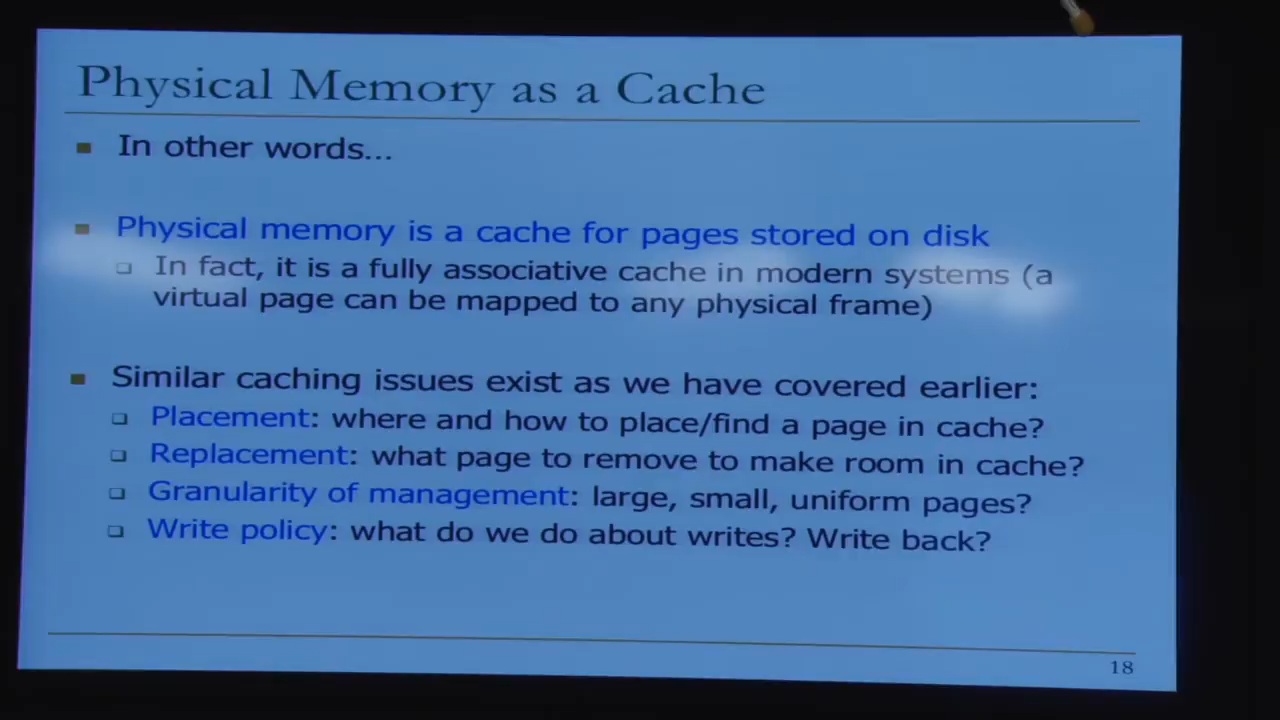 Physical Memory as a Cache
In other words...
Physical memory is a cache for pages stored on disk
In fact, it is a fully associative cache in modern systems (a
virtual page can be mapped to any physical frame)
Similar caching issues exist as we have covered earlier:
Placement: where and how to place/find a page in cache?
Replacement: what page to remove to make room in cache?
Granularity of management: large, small, uniform pages?
Write policy: what do we do about writes? Write back?
18